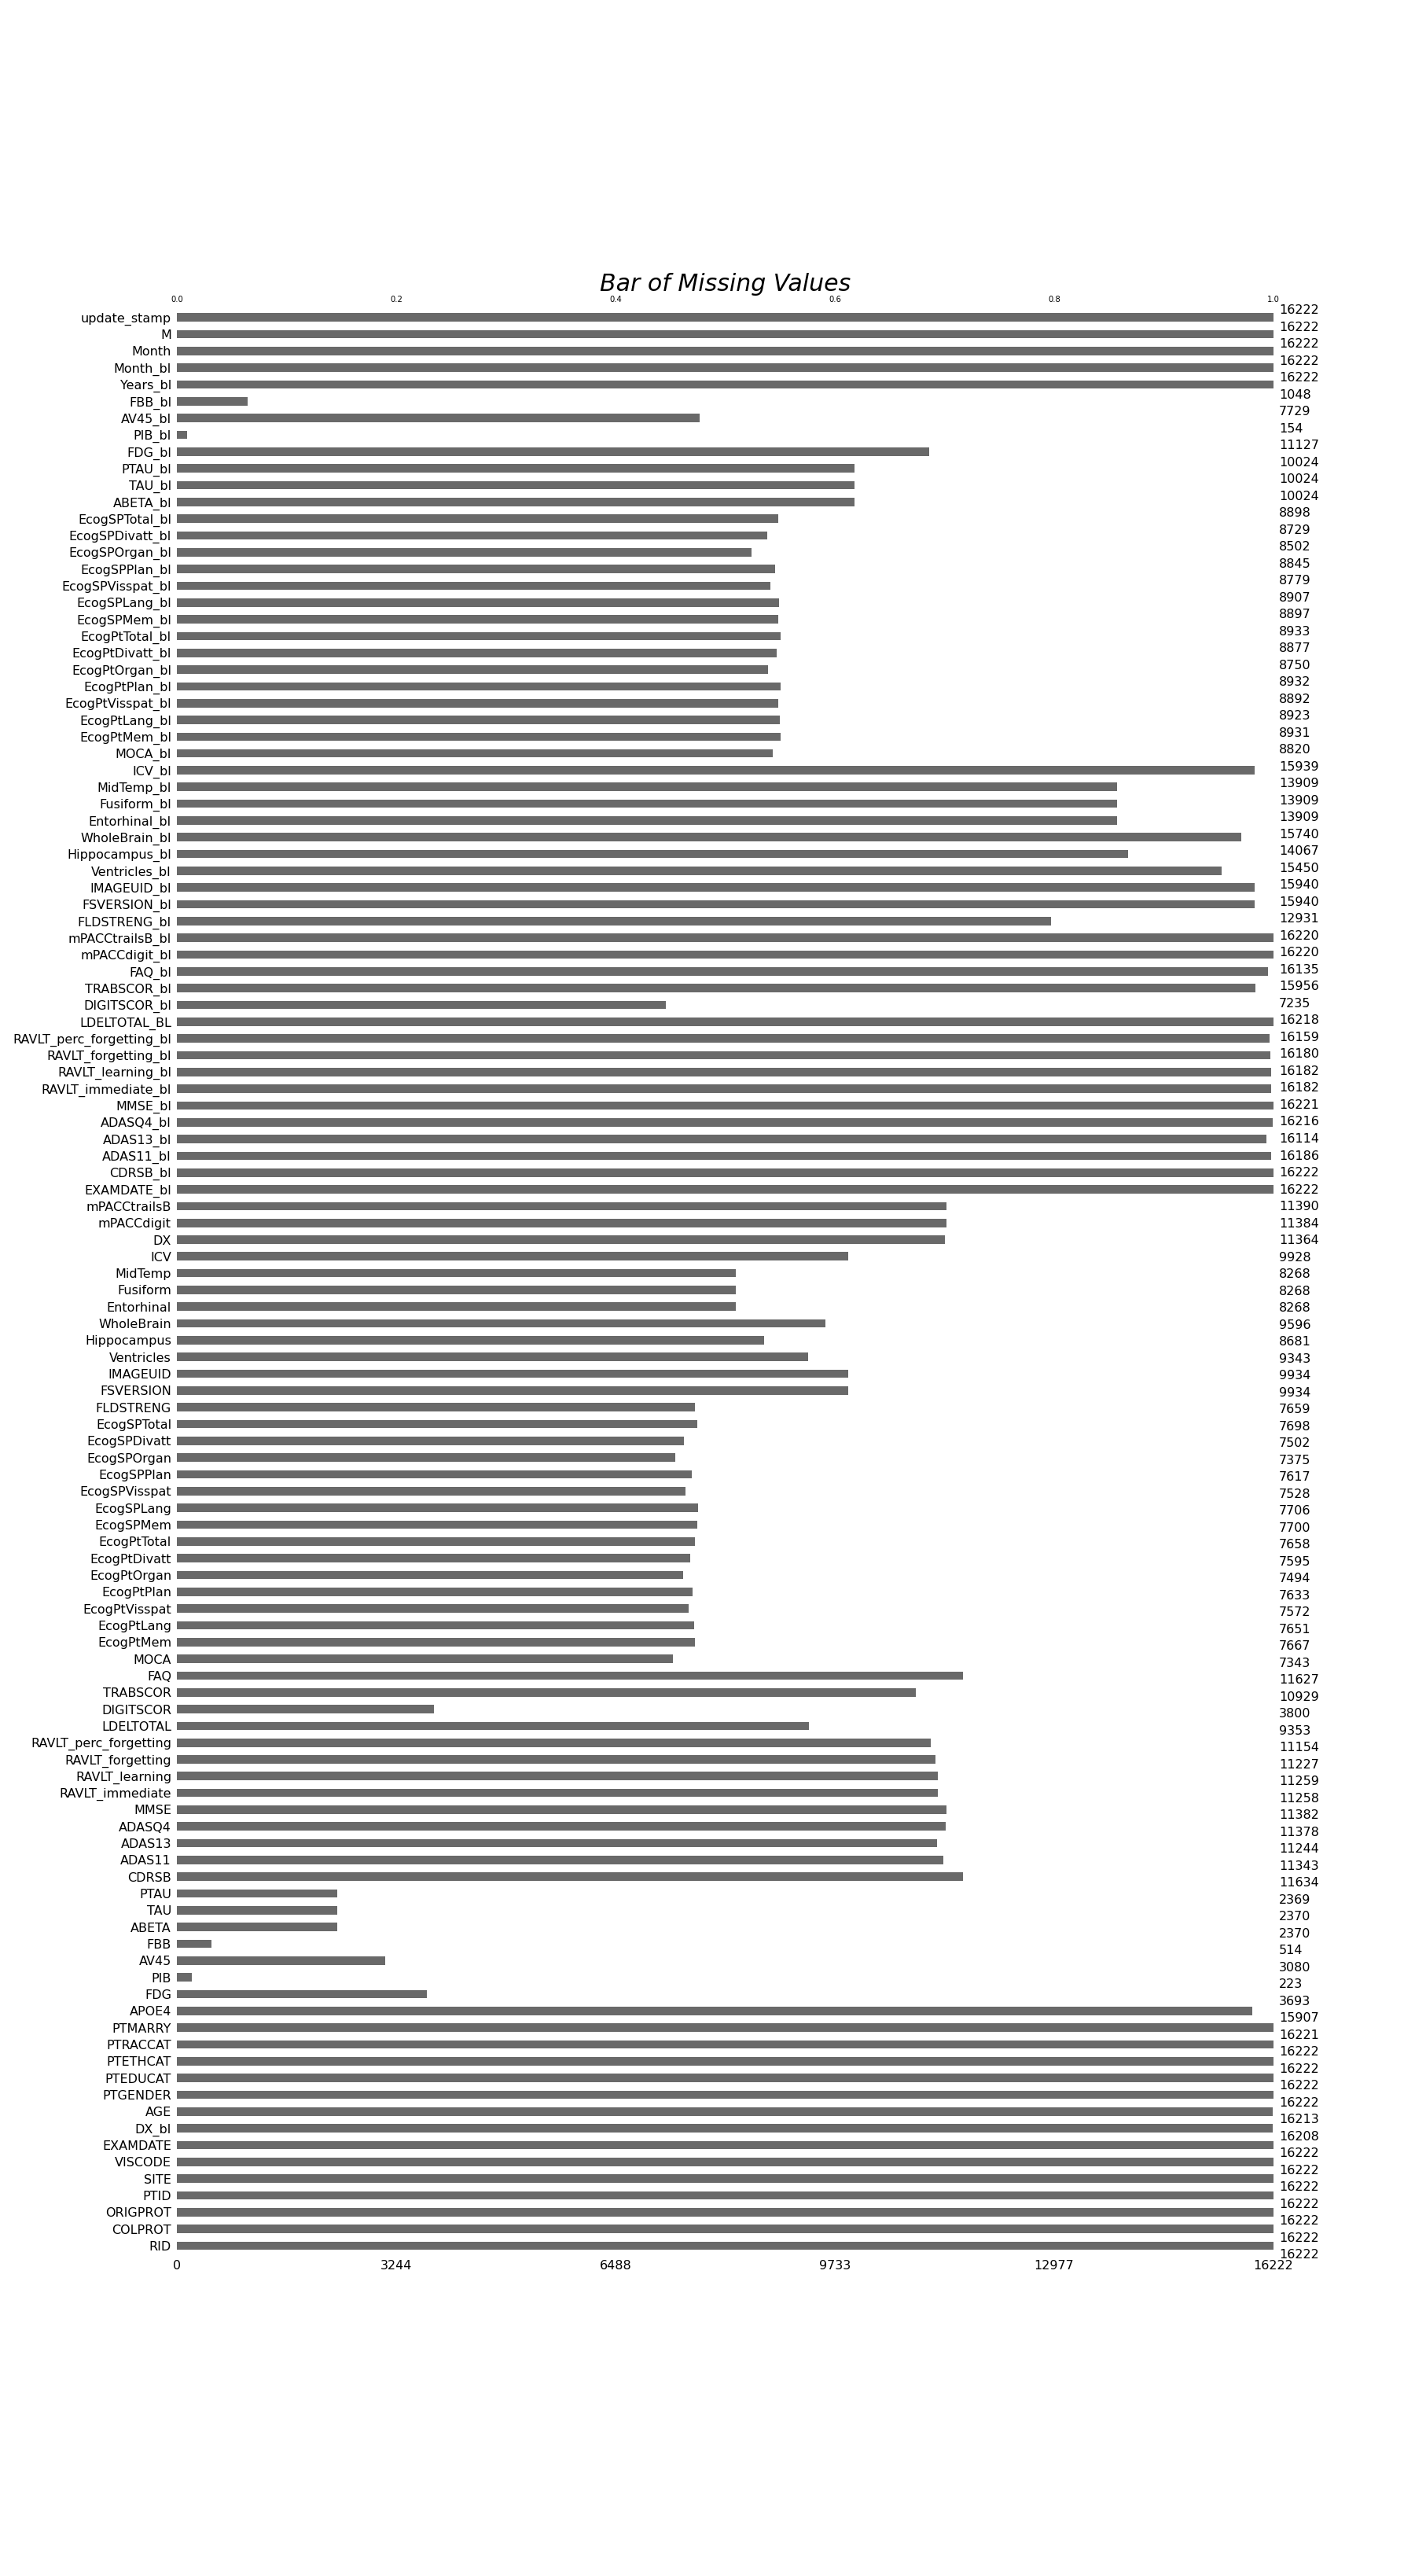 Bar of Missing Values
0.0 0.2 0.4 0.6 0.8 1.0
update_stamp 16222
M 16222
Month 16222
Month_bl 16222
Years_bl 16222
FBB_bl 1048
AV45_bl 7729
PIB_bl 154
FDG_bl 11127
PTAU_bl 10024
TAU_bl 10024
ABETA_bl 10024
EcogSPTotal_bl 8898
EcogSPDivatt_bl 8729
EcogSPOrgan_bl 8502
EcogSPPlan_bl 8845
EcogSPVisspat_bl 8779
EcogSPLang_bl 8907
EcogSPMem_bl 8897
EcogPtTotal_bl 8933
EcogPtDivatt_bl 8877
EcogPtOrgan_bl 8750
EcogPtPlan_bl 8932
EcogPtVisspat_bl 8892
EcogPtLang_bl 8923
EcogPtMem_bl 8931
MOCA_bl 8820
ICV_bl 15939
MidTemp_bl 13909
Fusiform_bl 13909
Entorhinal_bl 13909
WholeBrain_bl 15740
Hippocampus_bl 14067
Ventricles_bl 15450
IMAGEUID_bl 15940
FSVERSION_bl 15940
FLDSTRENG_bl 12931
mPACCtrailsB_bl 16220
mPACCdigit_bl 16220
FAQ_bl 16135
TRABSCOR_bl 15956
DIGITSCOR_bl 7235
LDELTOTAL_BL 16218
RAVLT_perc_forgetting_bl 16159
RAVLT_forgetting_bl 16180
RAVLT_learning_bl 16182
RAVLT_immediate_bl 16182
MMSE_bl 16221
ADASQ4_bl 16216
ADAS13_bl 16114
ADAS11_bl 16186
CDRSB_bl 16222
EXAMDATE_bl 16222
mPACCtrailsB 11390
mPACCdigit 11384
DX 11364
ICV 9928
MidTemp 8268
Fusiform 8268
Entorhinal 8268
WholeBrain 9596
Hippocampus 8681
Ventricles 9343
IMAGEUID 9934
FSVERSION 9934
FLDSTRENG 7659
EcogSPTotal 7698
EcogSPDivatt 7502
EcogSPOrgan 7375
EcogSPPlan 7617
EcogSPVisspat 7528
EcogSPLang 7706
EcogSPMem 7700
EcogPtTotal 7658
EcogPtDivatt 7595
EcogPtOrgan 7494
EcogPtPlan 7633
EcogPtVisspat 7572
EcogPtLang 7651
EcogPtMem 7667
MOCA 7343
FAQ 11627
TRABSCOR 10929
DIGITSCOR 3800
LDELTOTAL 9353
RAVLT_perc_forgetting 11154
RAVLT_forgetting 11227
RAVLT_learning 11259
RAVLT_immediate 11258
MMSE 11382
ADASQ4 11378
ADAS13 11244
ADAS11 11343
CDRSB 11634
PTAU 2369
TAU 2370
ABETA 2370
FBB 514
AV45 3080
PIB 223
FDG 3693
APOE4 15907
PTMARRY 16221
PTRACCAT 16222
PTETHCAT 16222
PTEDUCAT 16222
PTGENDER 16222
AGE 16213
DX_bl 16208
EXAMDATE 16222
VISCODE 16222
SITE 16222
PTID 16222
ORIGPROT 16222
COLPROT 16222
RID 16222
0 3244 6488 9733 12977 16222